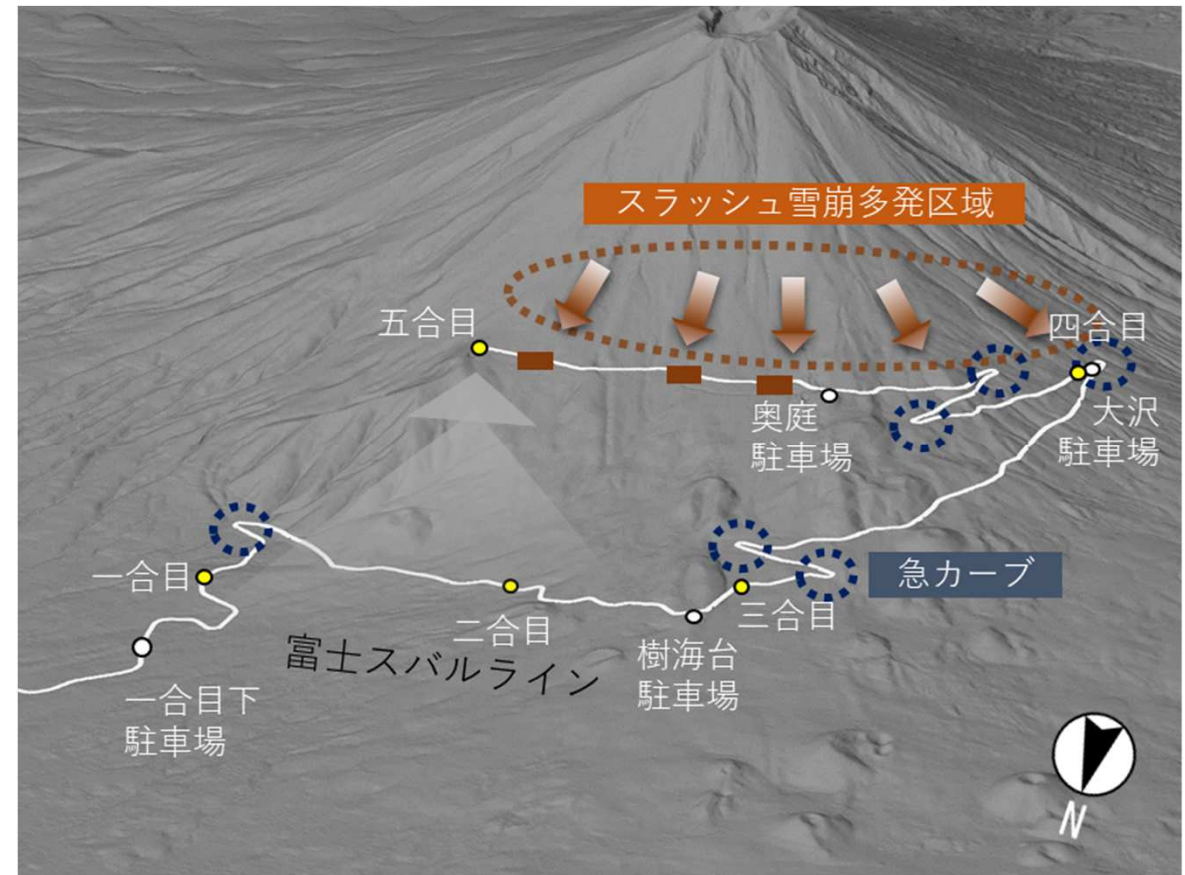 スラッシュ雪崩多発区域
五合目
四合目
奥庭
駐車場
大沢
駐車場
一合目
急カーブ
二合目
三合目
富士スバルライン
樹海台
駐車場
一合目下
駐車場
N